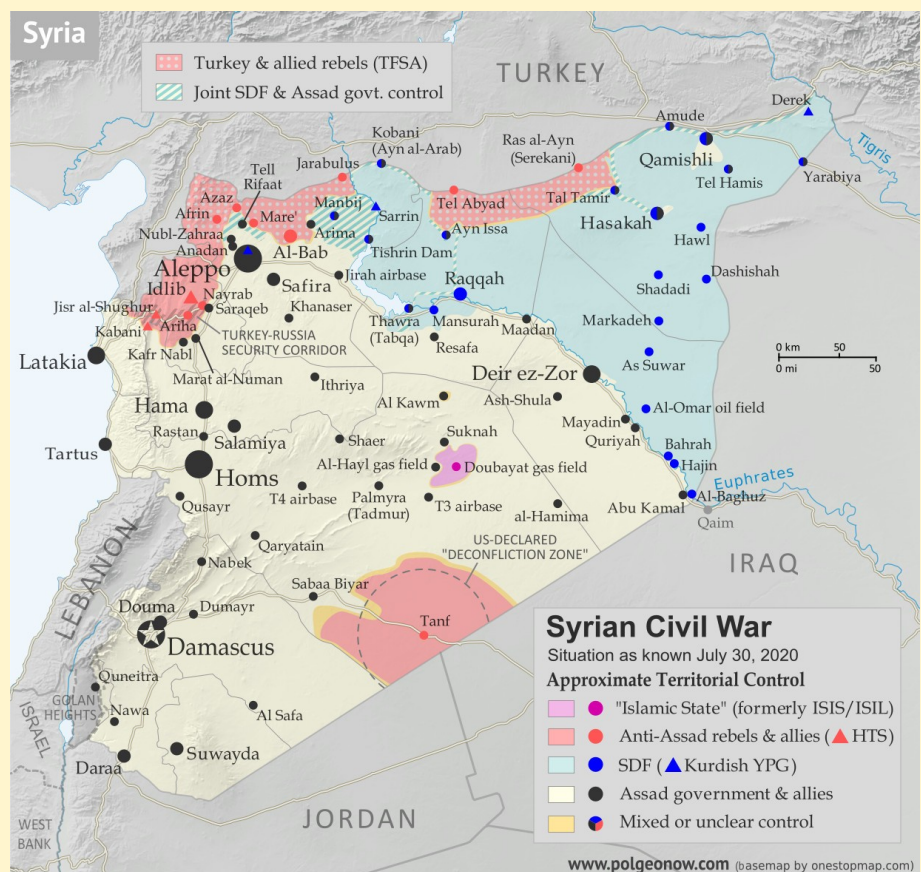 Syria
Turkey & allied rebels (TFSA)
Joint SDF & Assad govt. control
TURKEY
Derek
Amude
Kobani
(Ayn al-Arab)
Ras al-Ayn
(Serekani)
Qamishli
Tigris
Tell
Rifaat
Jarabulus
Tel Hamis
Yarabiya
Azaz
Manbij
Tel Abyad
Tal Tamir
Afrin
Mare'
Sarrin
Hasakah
Nubl-Zahraa
Arima
Ayn Issa
Hawl
Anadan
Al-Bab
Tishrin Dam
Aleppo
Jirah airbase
Raqqah
Dashishah
Idlib
Safira
Shadadi
Nayrab
Jisr al-Shughur
Saraqeb
Khanaser
Thawra
(Tabqa)
Mansurah
Maadan
Markadeh
Kabani
Ariha
TURKEY-RUSSIA
SECURITY CORRIDOR
Kafr Nabl
Resafa
As Suwar
0 km
50
0 mi
50
Latakia
Marat al-Numan
Ithriya
Deir ez-Zor
Al Kawm
Ash-Shula
Hama
Mayadin
Al-Omar oil field
Rastan
Salamiya
Shaer
Suknah
Quriyah
Tartus
Bahrah
Homs
Al-Hayl gas field
Doubayat gas field
Hajin
Euphrates
Qusayr
T4 airbase
Palmyra
(Tadmur)
T3 airbase
al-Hamima
Abu Kamal
Al-Baghuz
Qaim
LEBANON
Qaryatain
US-DECLARED
"DECONFLICTION ZONE"
IRAQ
Nabek
Sabaa Biyar
Douma
Dumayr
Tanf
Damascus
Quneitra
GOLAN
HEIGHTS
ISRAEL
Nawa
Al Safa
Daraa
Suwayda
WEST
BANK
JORDAN
Syrian Civil War
Situation as known July 30, 2020
Approximate Territorial Control
"Islamic State" (formerly ISIS/ISIL)
Anti-Assad rebels & allies ( HTS)
SDF ( Kurdish YPG)
Assad government & allies
Mixed or unclear control
www.polgeonow.com (basemap by onestopmap.com)